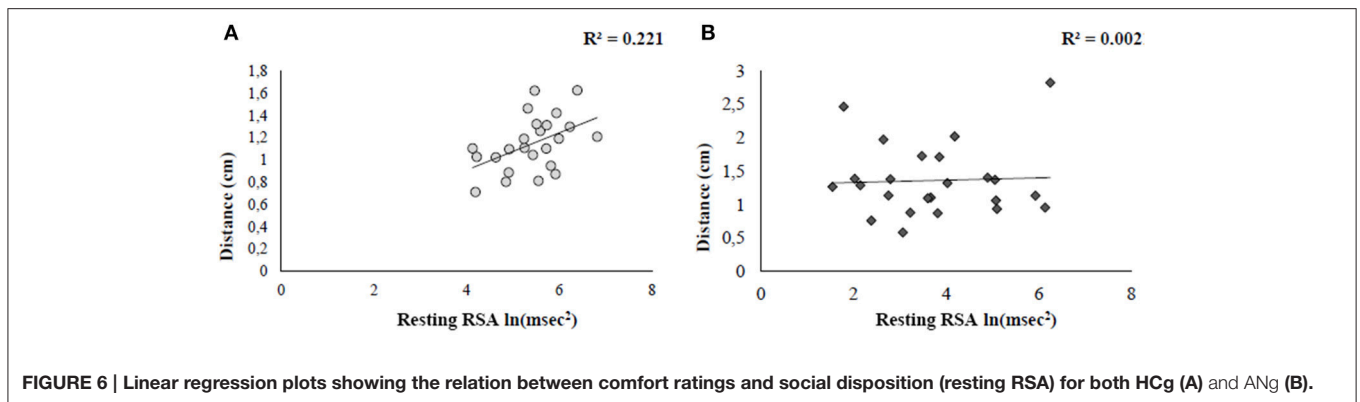 A
R² = 0.221
1,8
1,6
1,4
1,2
1
0,8
0,6
0,4
0,2
0
Distance (cm)
0 2 4 6 8
Resting RSA ln(msec²)
B
R² = 0.002
3
2,5
2
1,5
1
0,5
0
Distance (cm)
0 2 4 6 8
Resting RSA ln(msec²)
FIGURE 6 | Linear regression plots showing the relation between comfort ratings and social disposition (resting RSA) for both HCg (A) and ANg (B).